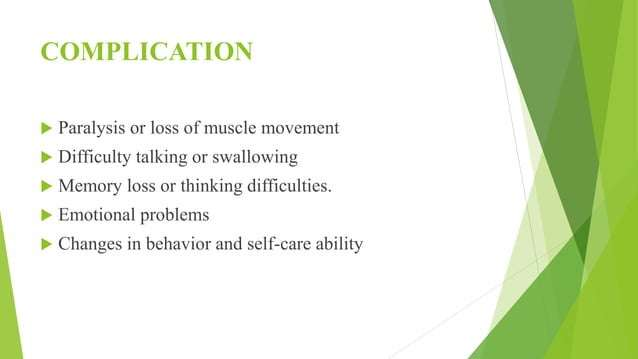 COMPLICATION
Paralysis or loss of muscle movement
Difficulty talking or swallowing
Memory loss or thinking difficulties.
Emotional problems
Changes in behavior and self-care ability